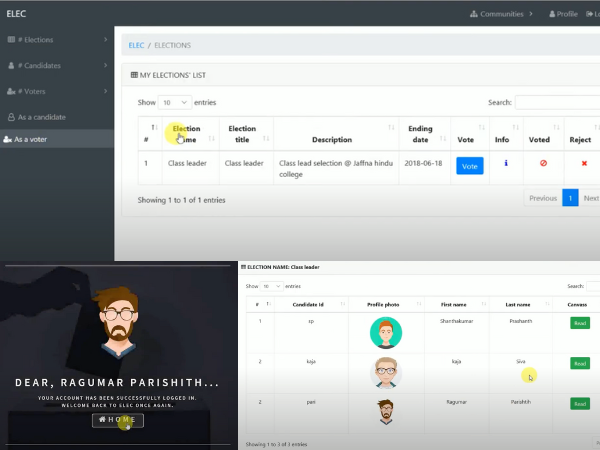 ELEC
Communities
Profile
# Elections
# Candidates
# Voters
As a candidate
As a voter
ELEC / ELECTIONS
MY ELECTIONS' LIST
Show 10 entries
Search:
# Election name Election title Description Ending date Vote Info Voted Reject
1 Class leader Class leader Class lead selection @ Jaffna hindu college 2018-06-18 Vote
Showing 1 to 1 of 1 entries
Previous 1 Next
DEAR, RAGUMAR PARISHITH...
YOUR ACCOUNT HAS BEEN SUCCESSFULLY LOGGED IN.
WELCOME BACK TO ELEC ONCE AGAIN.
HOME
ELECTION NAME: Class leader
Show 10 entries
Search:
# Candidate Id Profile photo First name Last name Canvass
1 sp Shanthakumar Prashanth Read
2 kaja kaja Siva Read
2 pari Ragumar Parishith Read
Showing 1 to 3 of 3 entries